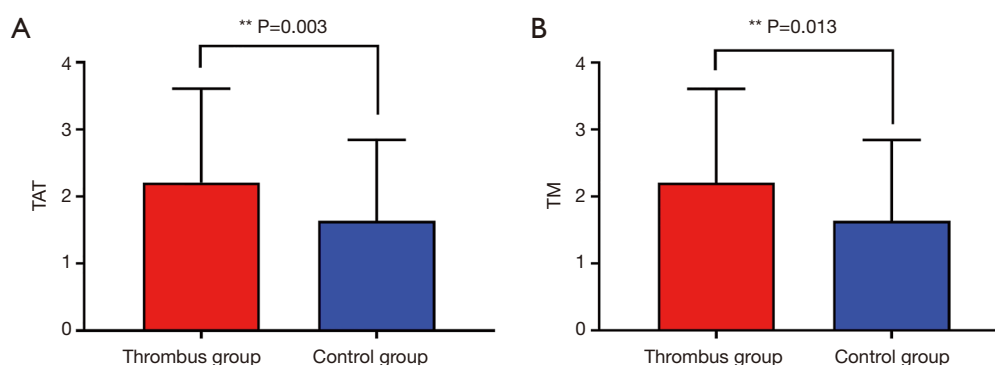 A
** P=0.003
4
3
2
1
0
TAT
Thrombus group
Control group
B
** P=0.013
4
3
2
1
0
TM
Thrombus group
Control group